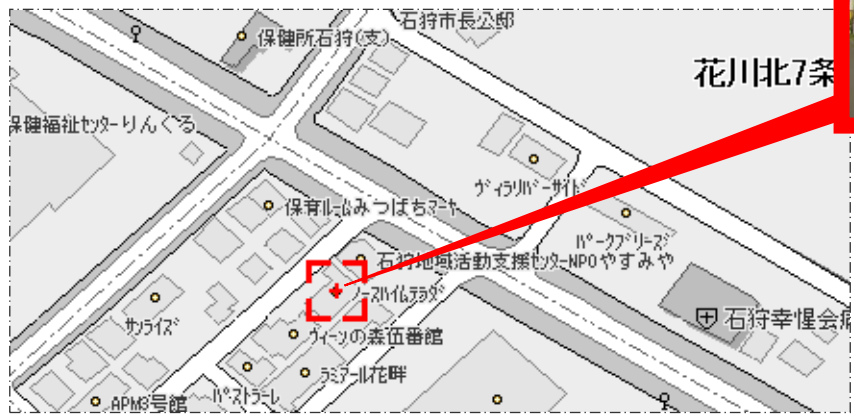 石狩市長公邸
保健所石狩(支)
花川北7条
保健福祉センターりんくる
ヴィラリバーサイド
保育ルームみつばちマーヤ
パークブリーズ
石狩地域活動支援センターNPOやすみや
ノースハイムテラダ
サンライズ
ウィーンの森伍番館
石狩幸惺会病
ラミアール花畔
パストラーレ
APM3号館